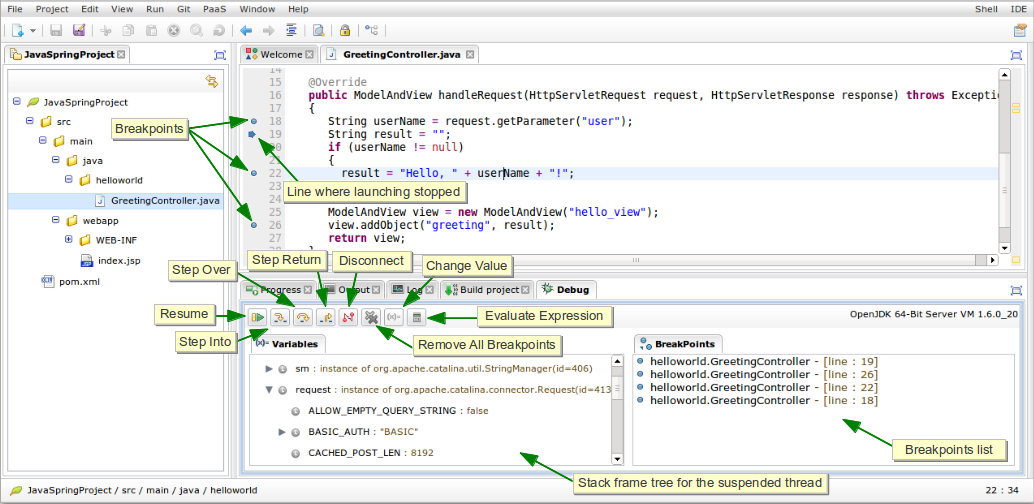 File Project Edit View Run Git PaaS Window Help Shell IDE
JavaSpringProject
Welcome GreetingController.java
JavaSpringProject
src
main
java
helloworld
GreetingController.java
webapp
WEB-INF
index.jsp
pom.xml
Breakpoints
14
15 @Override
16 public ModelAndView handleRequest(HttpServletRequest request, HttpServletResponse response) throws Exceptio
17 {
18 String userName = request.getParameter("user");
19 String result = "";
20 if (userName != null)
21 {
22 result = "Hello, " + userName + "!";
23
Line where launching stopped
25 ModelAndView view = new ModelAndView("hello_view");
26 view.addObject("greeting", result);
27 return view;
28 }
Step Over
Step Return
Disconnect
Change Value
Progress Output Log Build project Debug
Resume
Step Into
Remove All Breakpoints
Evaluate Expression
OpenJDK 64-Bit Server VM 1.6.0_20
Variables
sm : instance of org.apache.catalina.util.StringManager(id=406)
request : instance of org.apache.catalina.connector.Request(id=413
ALLOW_EMPTY_QUERY_STRING : false
BASIC_AUTH : "BASIC"
CACHED_POST_LEN : 8192
BreakPoints
helloworld.GreetingController - [line : 19]
helloworld.GreetingController - [line : 26]
helloworld.GreetingController - [line : 22]
helloworld.GreetingController - [line : 18]
Breakpoints list
Stack frame tree for the suspended thread
JavaSpringProject / src / main / java / helloworld
22 : 34